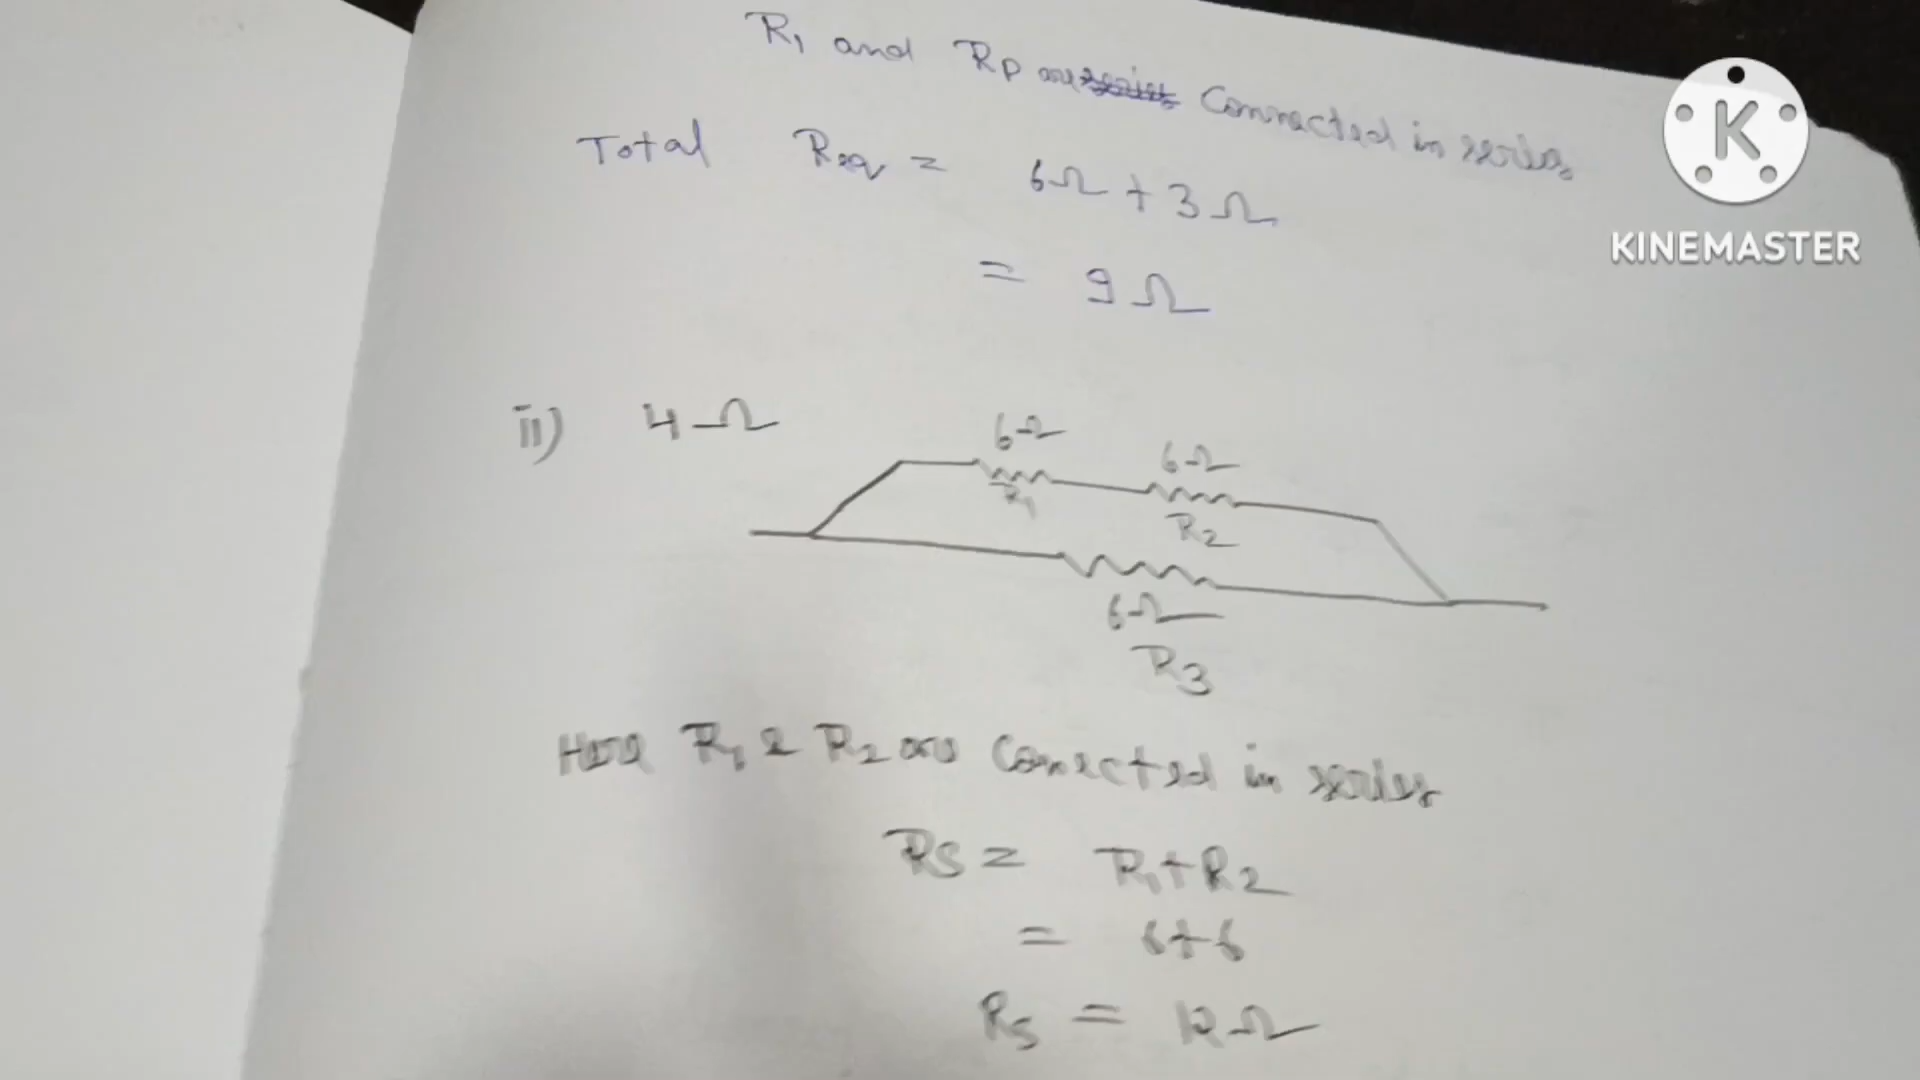 R₁ and Rp are Connected in series
Total Req = 6Ω + 3Ω
= 9Ω
K
KINEMASTER
ii) 4Ω
6Ω 6Ω
R₁ R₂
6Ω
R₃
Here R₁ & R₂ are Conected in series
RS = R₁+R₂
= 6+6
Rs = 12Ω